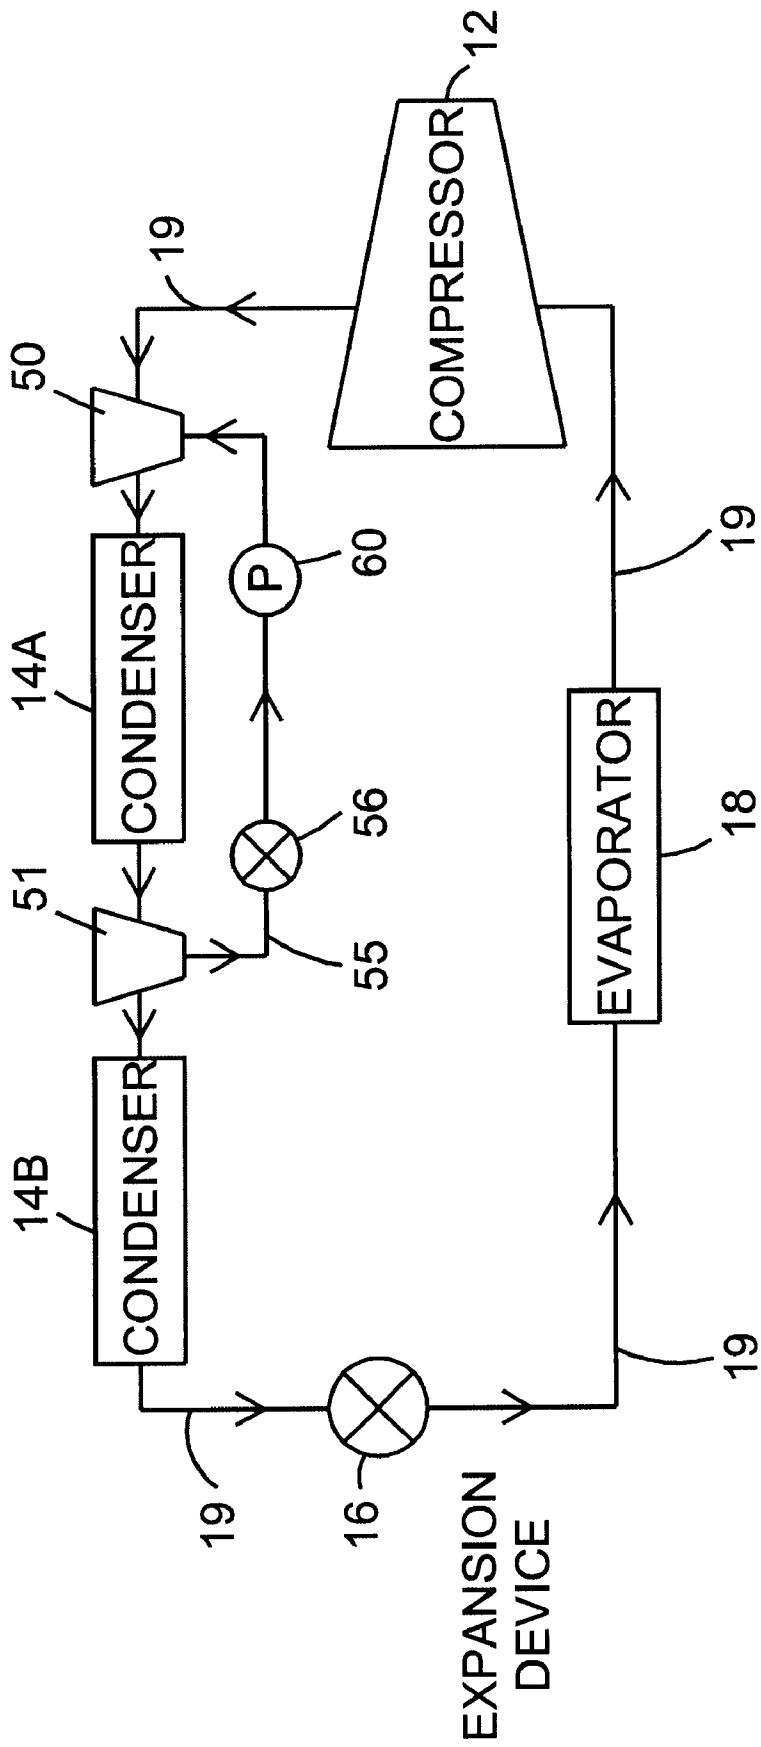 14B
CONDENSER
51
14A
CONDENSER
50
19
12
COMPRESSOR
P
60
56
55
19
16
EXPANSION
DEVICE
19
EVAPORATOR
18
19